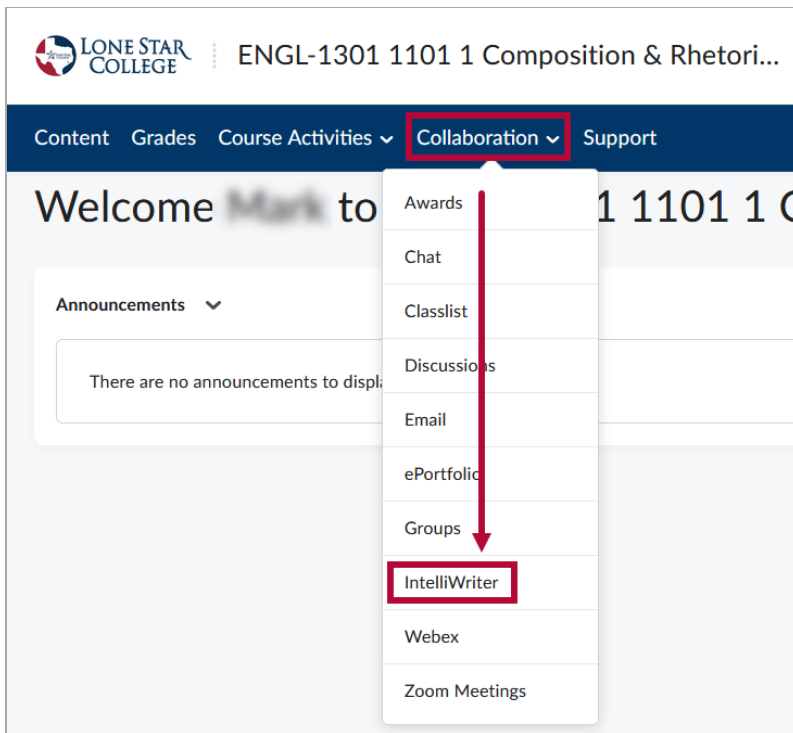 LONE STAR
COLLEGE
ENGL-1301 1101 1 Composition & Rhetori...
Content Grades Course Activities Collaboration Support
Welcome to 1 1101 1
Announcements
There are no announcements to displ
Awards
Chat
Classlist
Discussions
Email
ePortfolio
Groups
IntelliWriter
Webex
Zoom Meetings